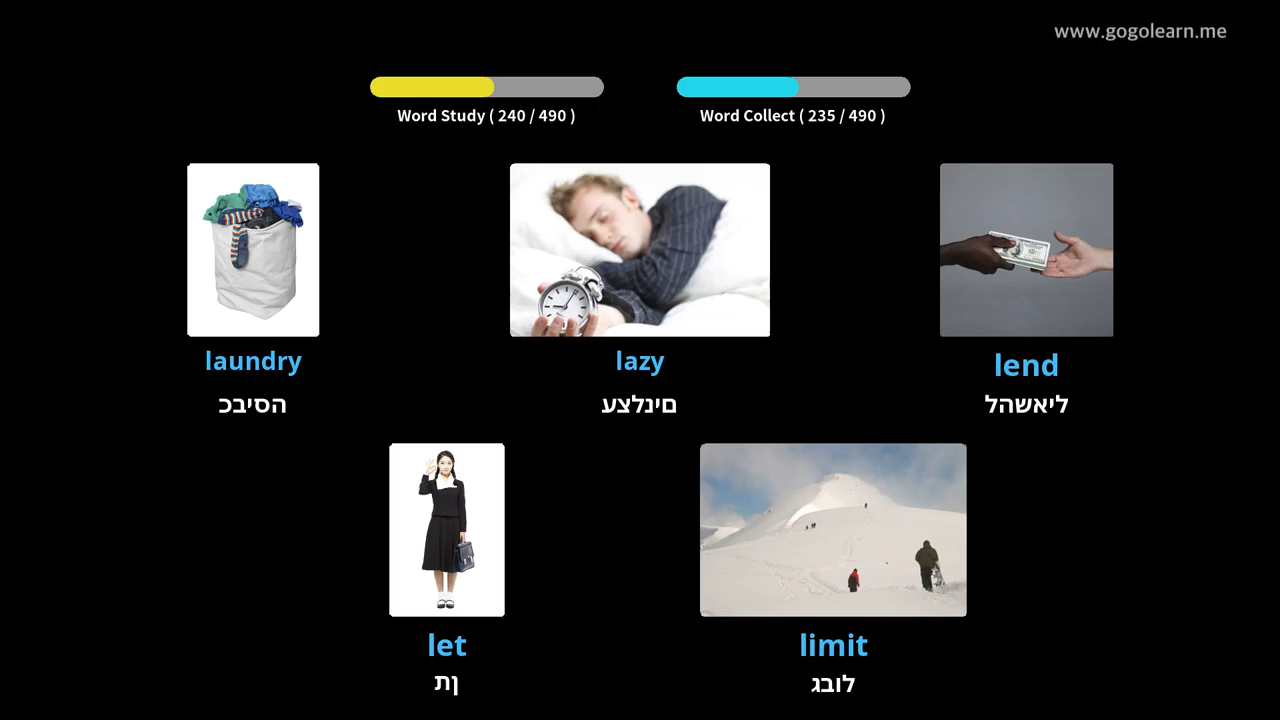 www.gogolearn.me
Word Study ( 240 / 490 )
Word Collect ( 235 / 490 )
laundry
הסיבכ
lazy
םינלצע
lend
ליאשהל
let
ןת
limit
לובג